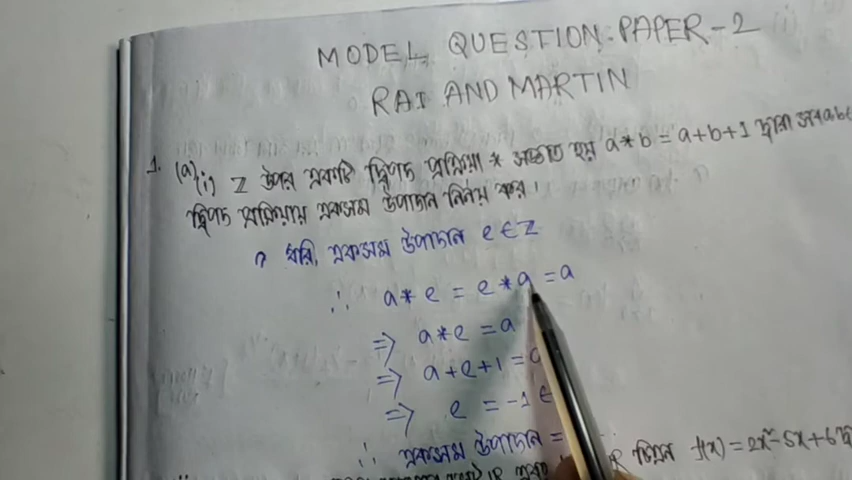 MODEL QUESTION PAPER-2
RAI AND MARTIN
1. (a) (i) Z উপর একটি দ্বিপদ প্রক্রিয়া * সংজ্ঞাত হয় a * b = a+b+1 দ্বারা
দ্বিপদ প্রক্রিয়ায় একসম উপাদান নির্ণয় কর।
ধরি, একসম উপাদান e ∈ Z
∴ a * e = e * a = a
⇒ a * e = a
⇒ a + e + 1 =
⇒ e = -1 ∈
∴ একসম উপাদান =
f(x) = 2x² - 5x + 6